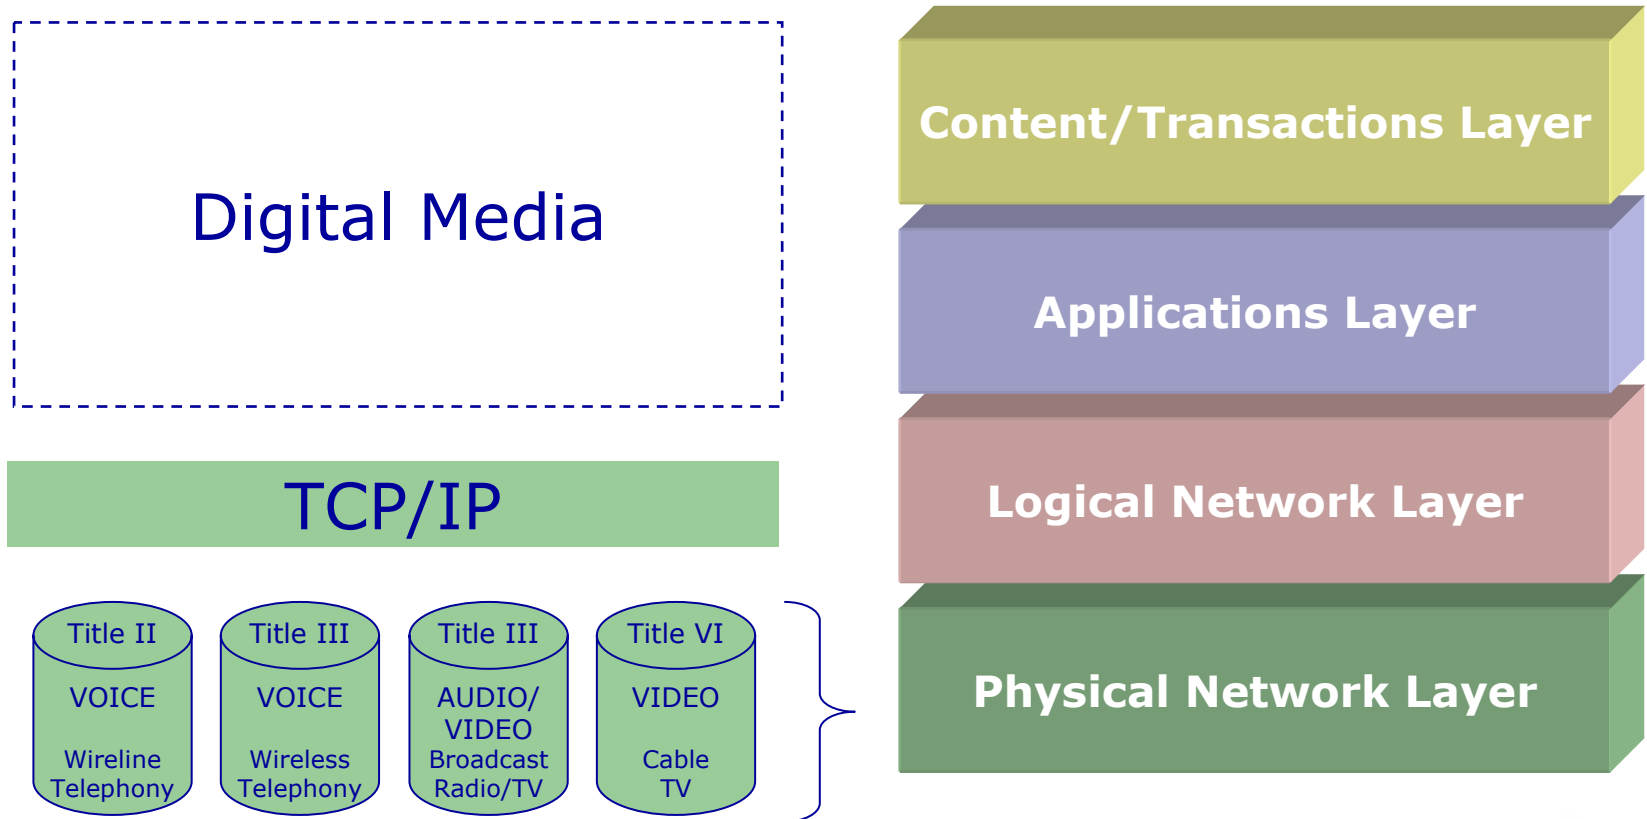 Digital Media
TCP/IP
Title II
VOICE
Wireline
Telephony
Title III
VOICE
Wireless
Telephony
Title III
AUDIO/
VIDEO
Broadcast
Radio/TV
Title VI
VIDEO
Cable
TV
Content/Transactions Layer
Applications Layer
Logical Network Layer
Physical Network Layer